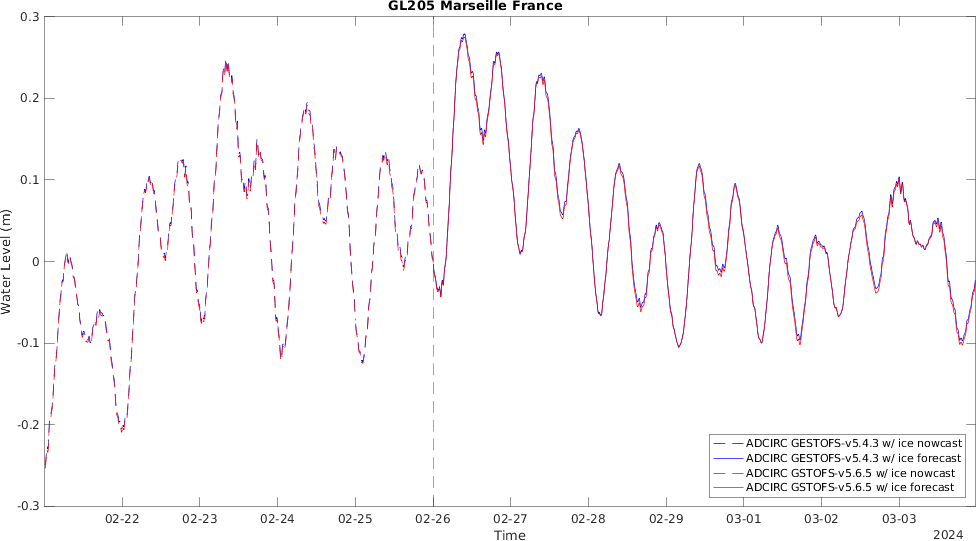 GL205 Marseille France
0.3
0.2
0.1
0
-0.1
-0.2
-0.3
Water Level (m)
ADCIRC GESTOFS-v5.4.3 w/ ice nowcast
ADCIRC GESTOFS-v5.4.3 w/ ice forecast
ADCIRC GSTOFS-v5.6.5 w/ ice nowcast
ADCIRC GSTOFS-v5.6.5 w/ ice forecast
02-22 02-23 02-24 02-25 02-26 02-27 02-28 02-29 03-01 03-02 03-03
Time
2024